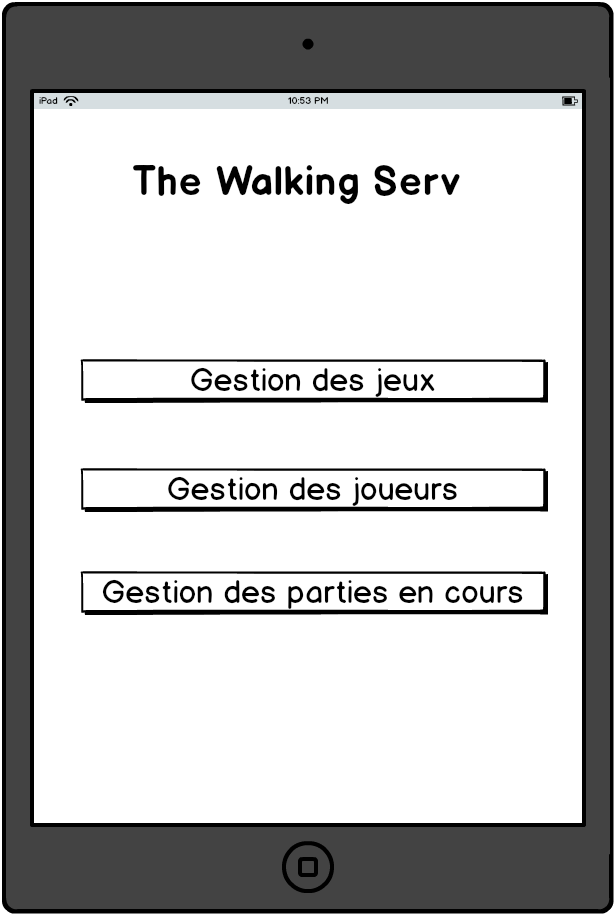 iPad 10:53 PM
The Walking Serv
Gestion des jeux
Gestion des joueurs
Gestion des parties en cours